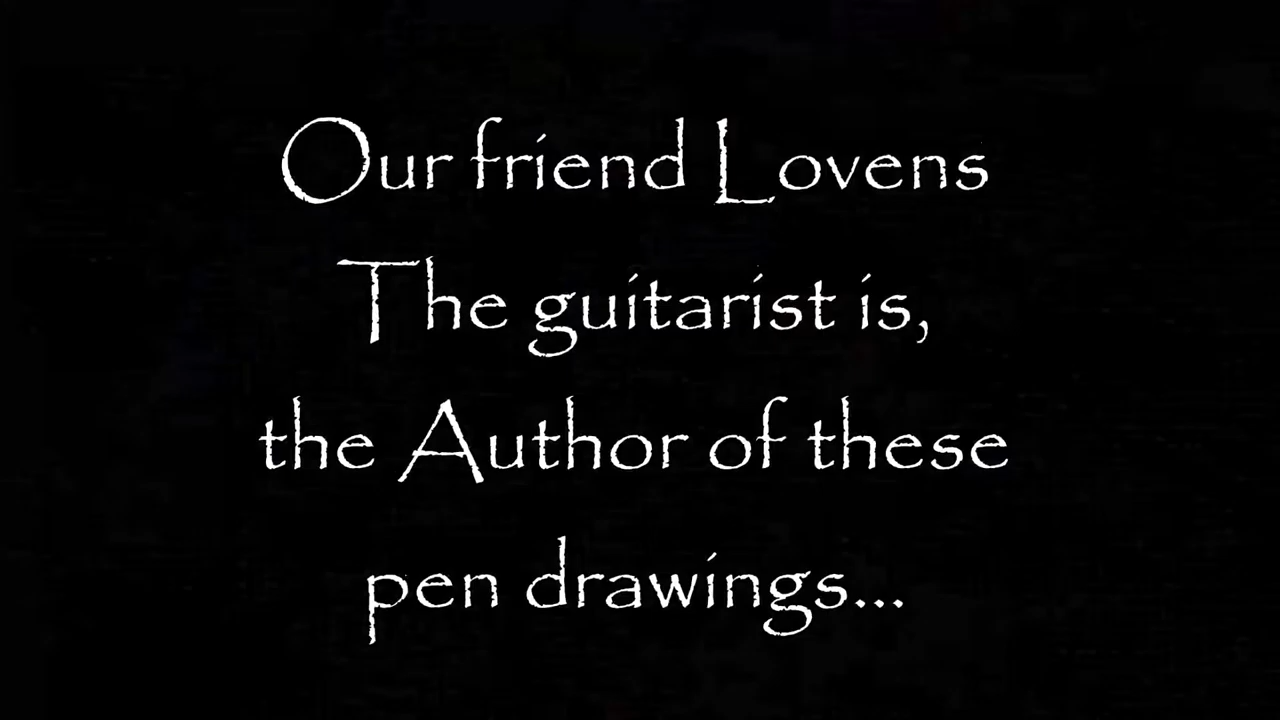 Our friend Lovens
The guitarist is,
the Author of these
pen drawings...